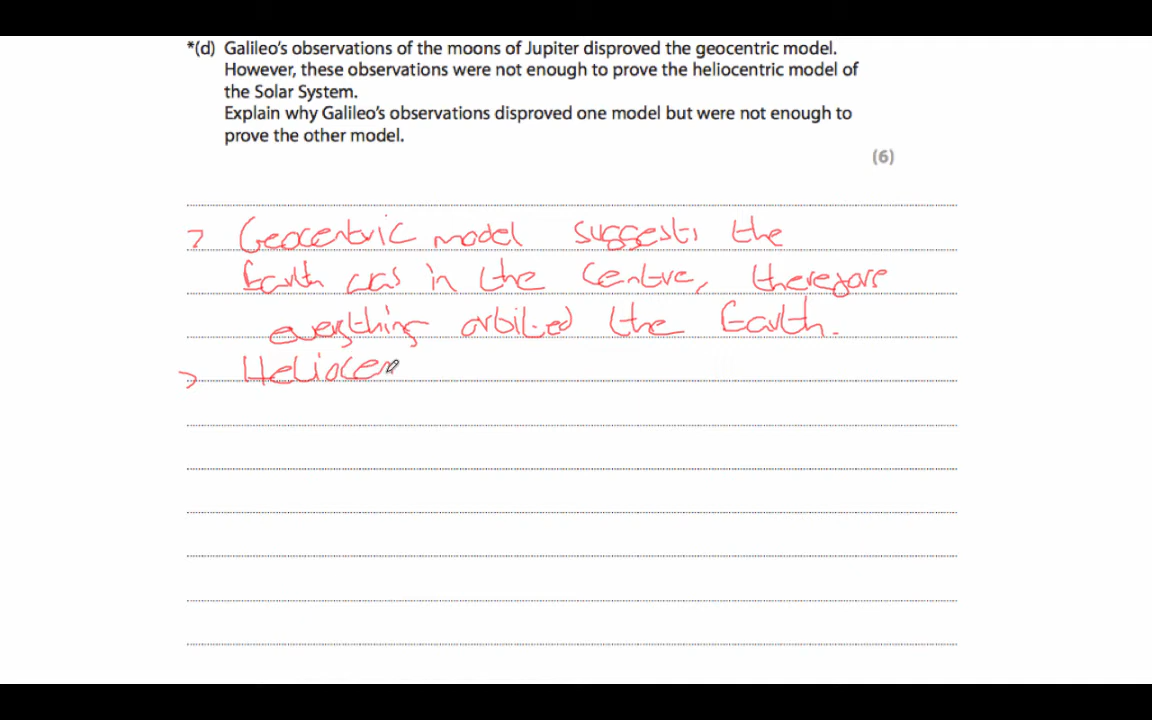 *(d) Galileo's observations of the moons of Jupiter disproved the geocentric model.
However, these observations were not enough to prove the heliocentric model of
the Solar System.
Explain why Galileo's observations disproved one model but were not enough to
prove the other model.
(6)
> Geocentric model suggests the
Earth was in the centre, therefore
everything orbited the Earth.
> Heliocen